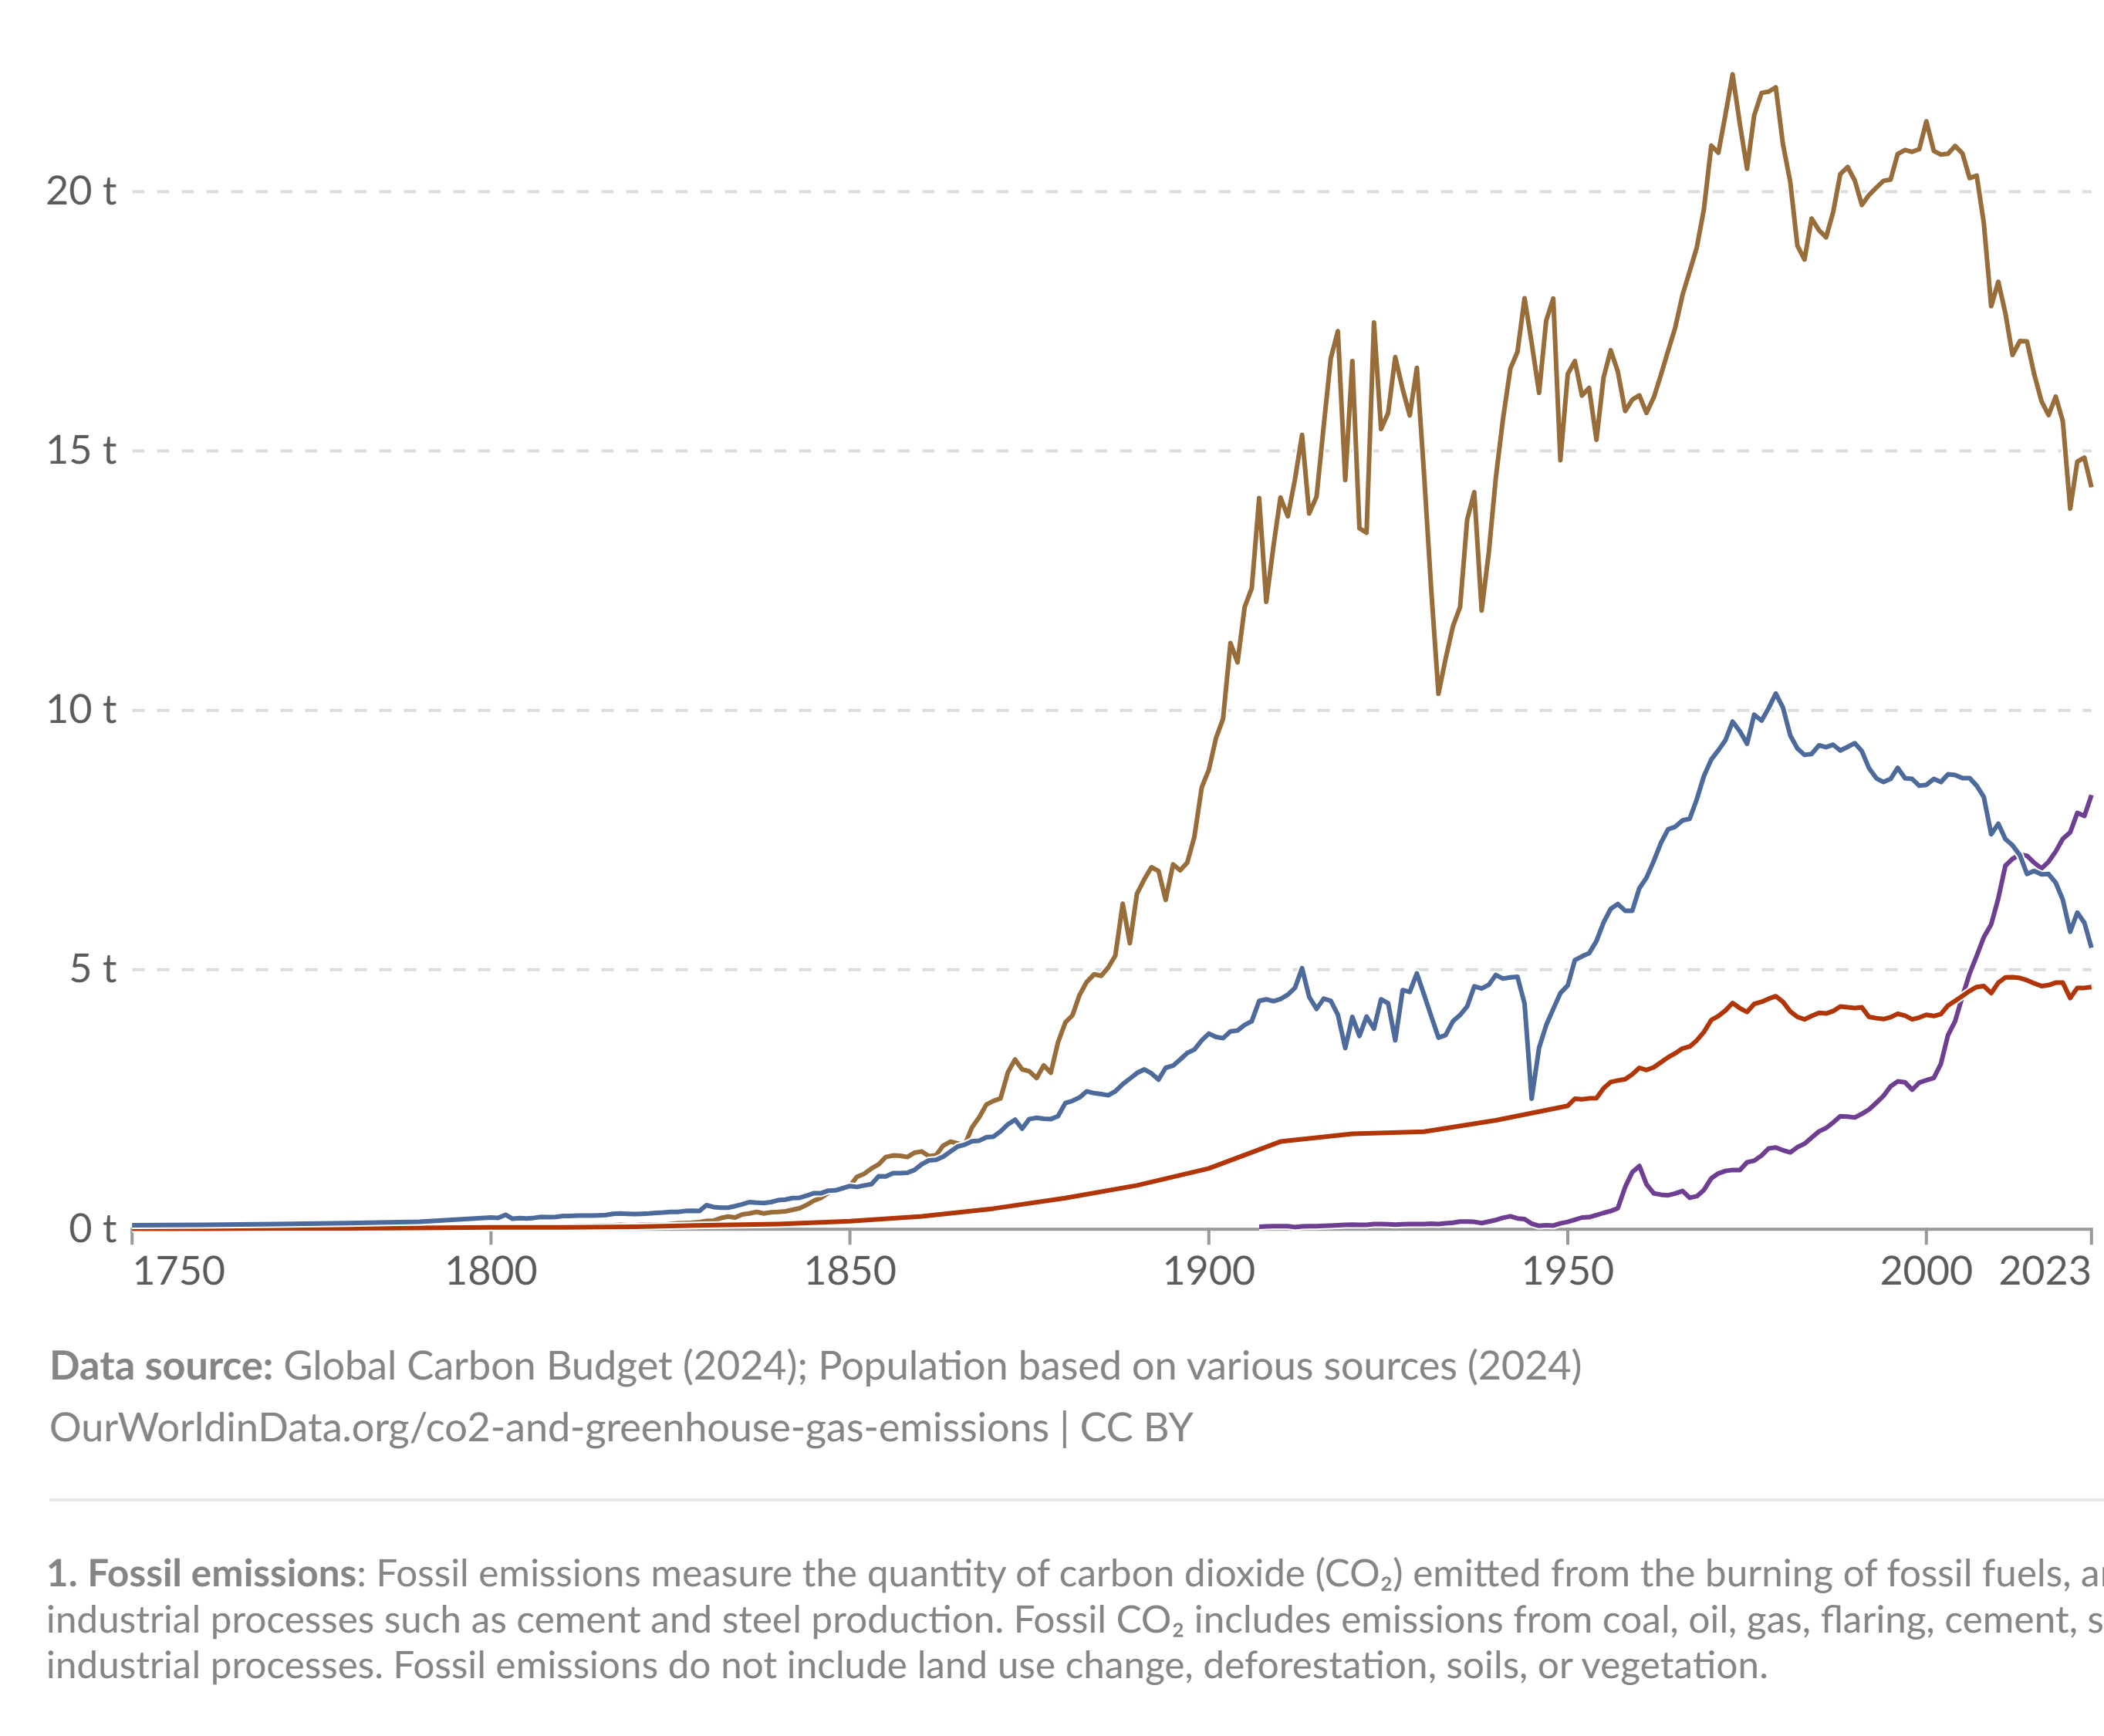 20 t
15 t
10 t
5 t
0 t
1750 1800 1850 1900 1950 2000 2023
Data source: Global Carbon Budget (2024); Population based on various sources (2024)
OurWorldinData.org/co2-and-greenhouse-gas-emissions | CC BY
1. Fossil emissions: Fossil emissions measure the quantity of carbon dioxide (CO₂) emitted from the burning of fossil fuels,
industrial processes such as cement and steel production. Fossil CO₂ includes emissions from coal, oil, gas, flaring, cement,
industrial processes. Fossil emissions do not include land use change, deforestation, soils, or vegetation.